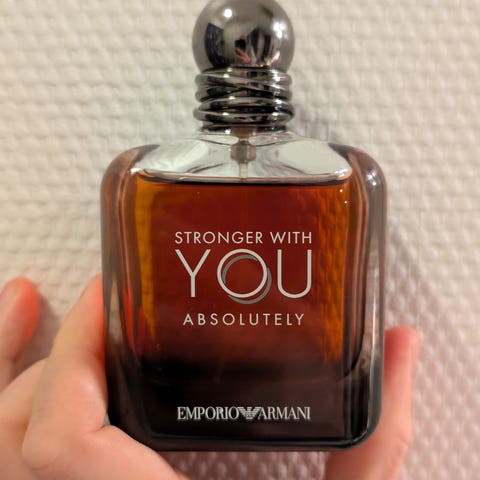 STRONGER WITH
YOU
ABSOLUTELY
EMPORIO ARMANI